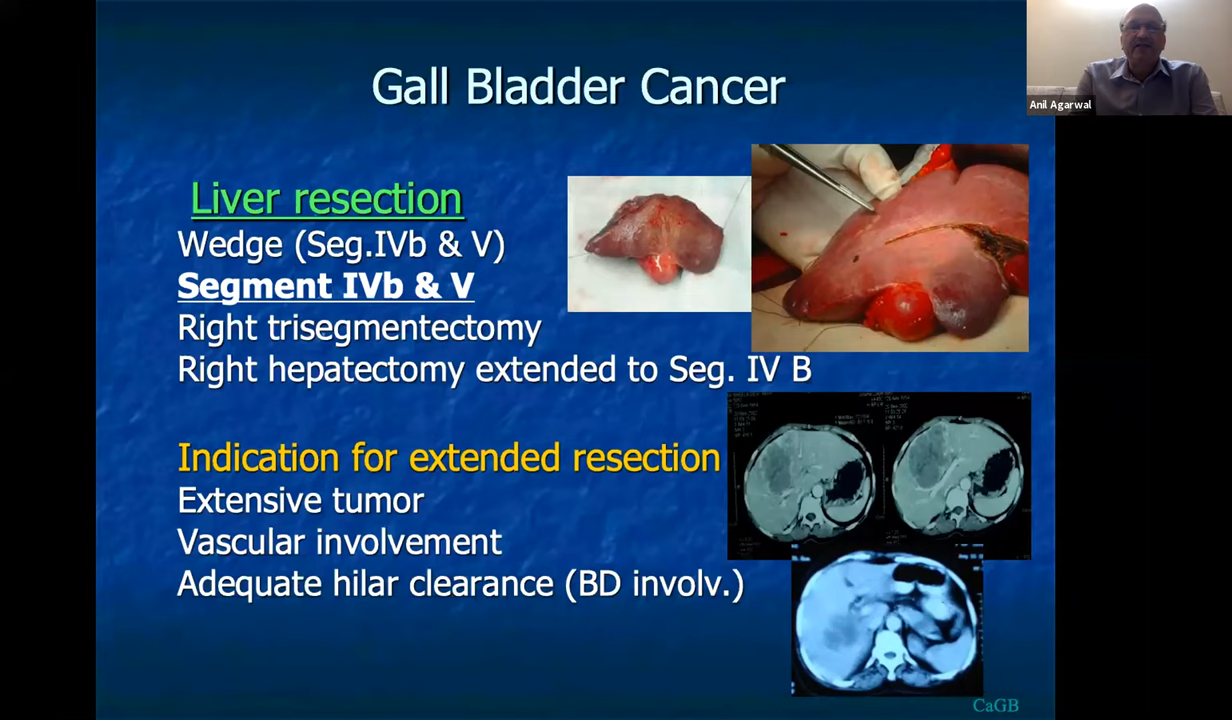 Gall Bladder Cancer
Anil Agarwal
Liver resection
Wedge (Seg.IVb & V)
Segment IVb & V
Right trisegmentectomy
Right hepatectomy extended to Seg. IV B
Indication for extended resection
Extensive tumor
Vascular involvement
Adequate hilar clearance (BD involv.)
CaGB